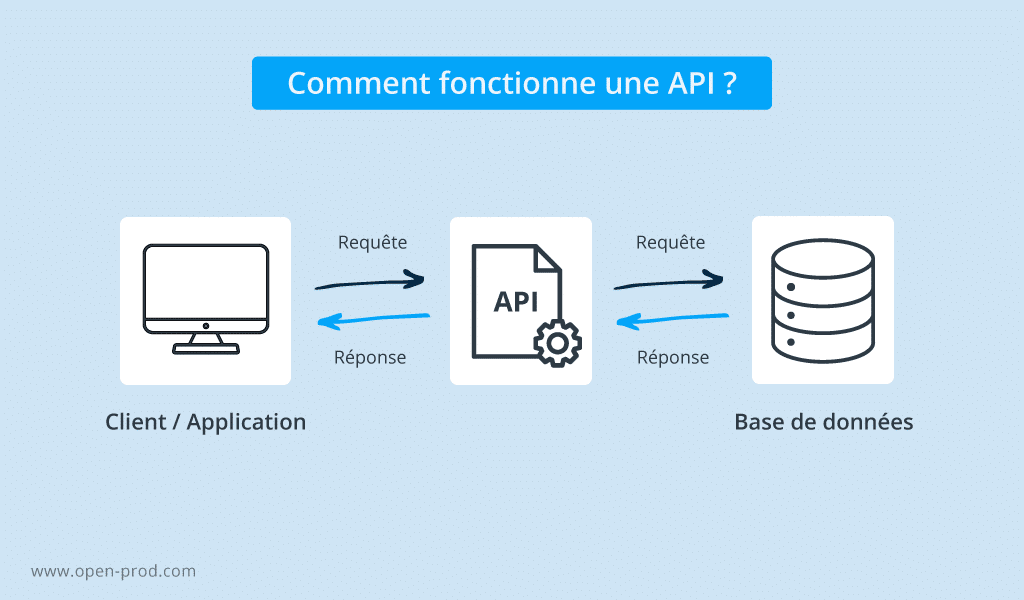 Comment fonctionne une API ?
Requête
Requête
API
Réponse
Réponse
Client / Application
Base de données
www.open-prod.com